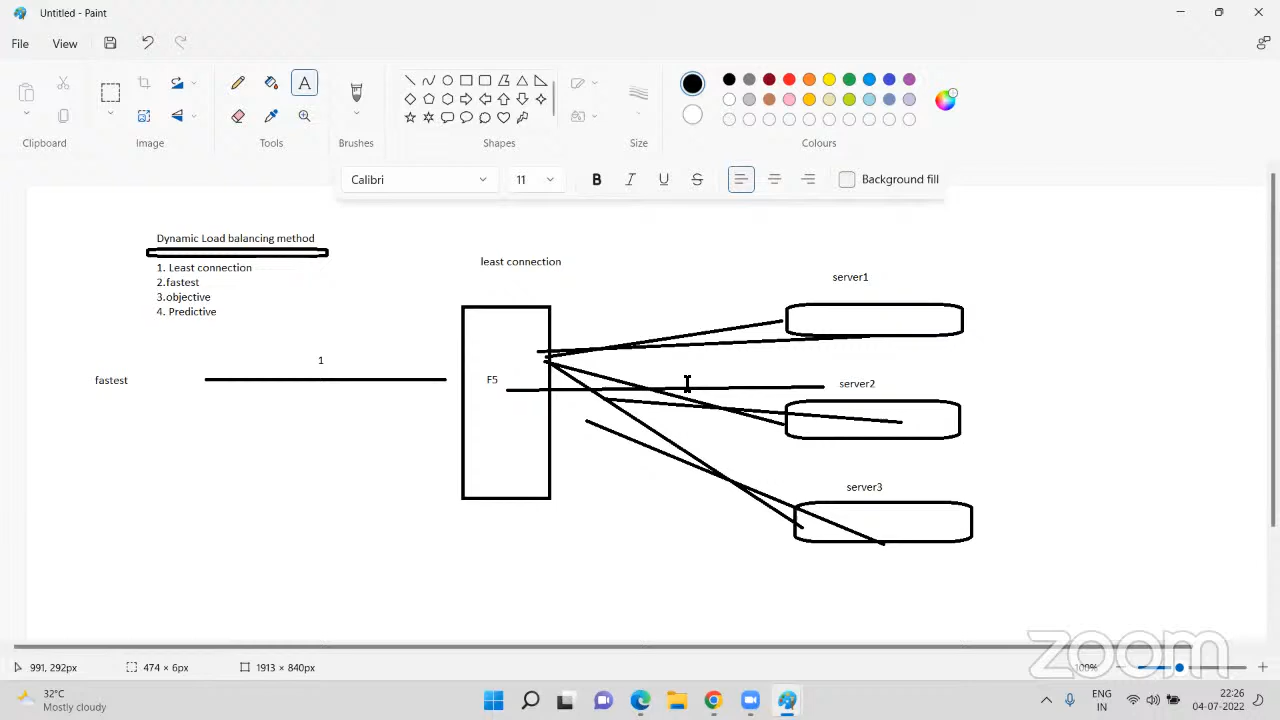 Untitled - Paint
File View
Clipboard
Image
Tools
Brushes
Shapes
Size
Colours
Calibri 11 B I U S Background fill
Dynamic Load balancing method
1. Least connection
2.fastest
3.objective
4. Predictive
least connection
server1
1
fastest
F5
server2
server3
zoom
991, 292px 474 × 6px 1913 × 840px 100%
32°C
Mostly cloudy
ENG
IN
22:26
04-07-2022